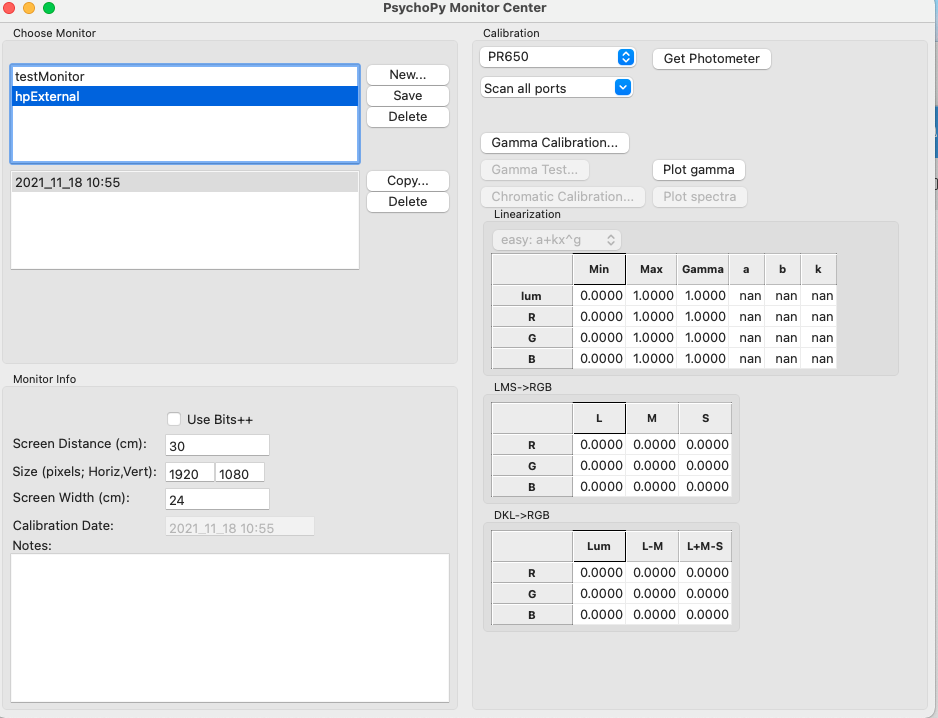 PsychoPy Monitor Center
Choose Monitor
testMonitor
hpExternal
New...
Save
Delete
2021_11_18 10:55
Copy...
Delete
Monitor Info
Use Bits++
Screen Distance (cm): 30
Size (pixels; Horiz,Vert): 1920 1080
Screen Width (cm): 24
Calibration Date: 2021_11_18 10:55
Notes:
Calibration
PR650 Get Photometer
Scan all ports
Gamma Calibration...
Gamma Test... Plot gamma
Chromatic Calibration... Plot spectra
Linearization
easy: a+kx^g
Min Max Gamma a b k
lum 0.0000 1.0000 1.0000 nan nan nan
R 0.0000 1.0000 1.0000 nan nan nan
G 0.0000 1.0000 1.0000 nan nan nan
B 0.0000 1.0000 1.0000 nan nan nan
LMS->RGB
L M S
R 0.0000 0.0000 0.0000
G 0.0000 0.0000 0.0000
B 0.0000 0.0000 0.0000
DKL->RGB
Lum L-M L+M-S
R 0.0000 0.0000 0.0000
G 0.0000 0.0000 0.0000
B 0.0000 0.0000 0.0000